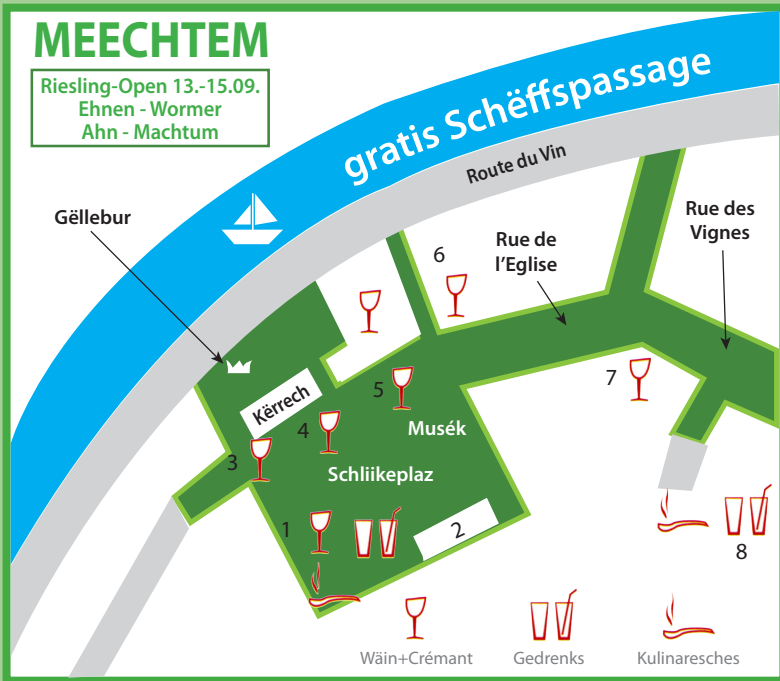 MEECHTEM
Riesling-Open 13.-15.09.
Ehnen - Wormer
Ahn - Machtum
gratis Schëffspassage
Route du Vin
Gëllebur
Rue de
l'Eglise
Rue des
Vignes
6
7
5
Kërrech
4
Musék
3
Schliikeplaz
1
2
8
Wäin+Crémant
Gedrenks
Kulinaresches